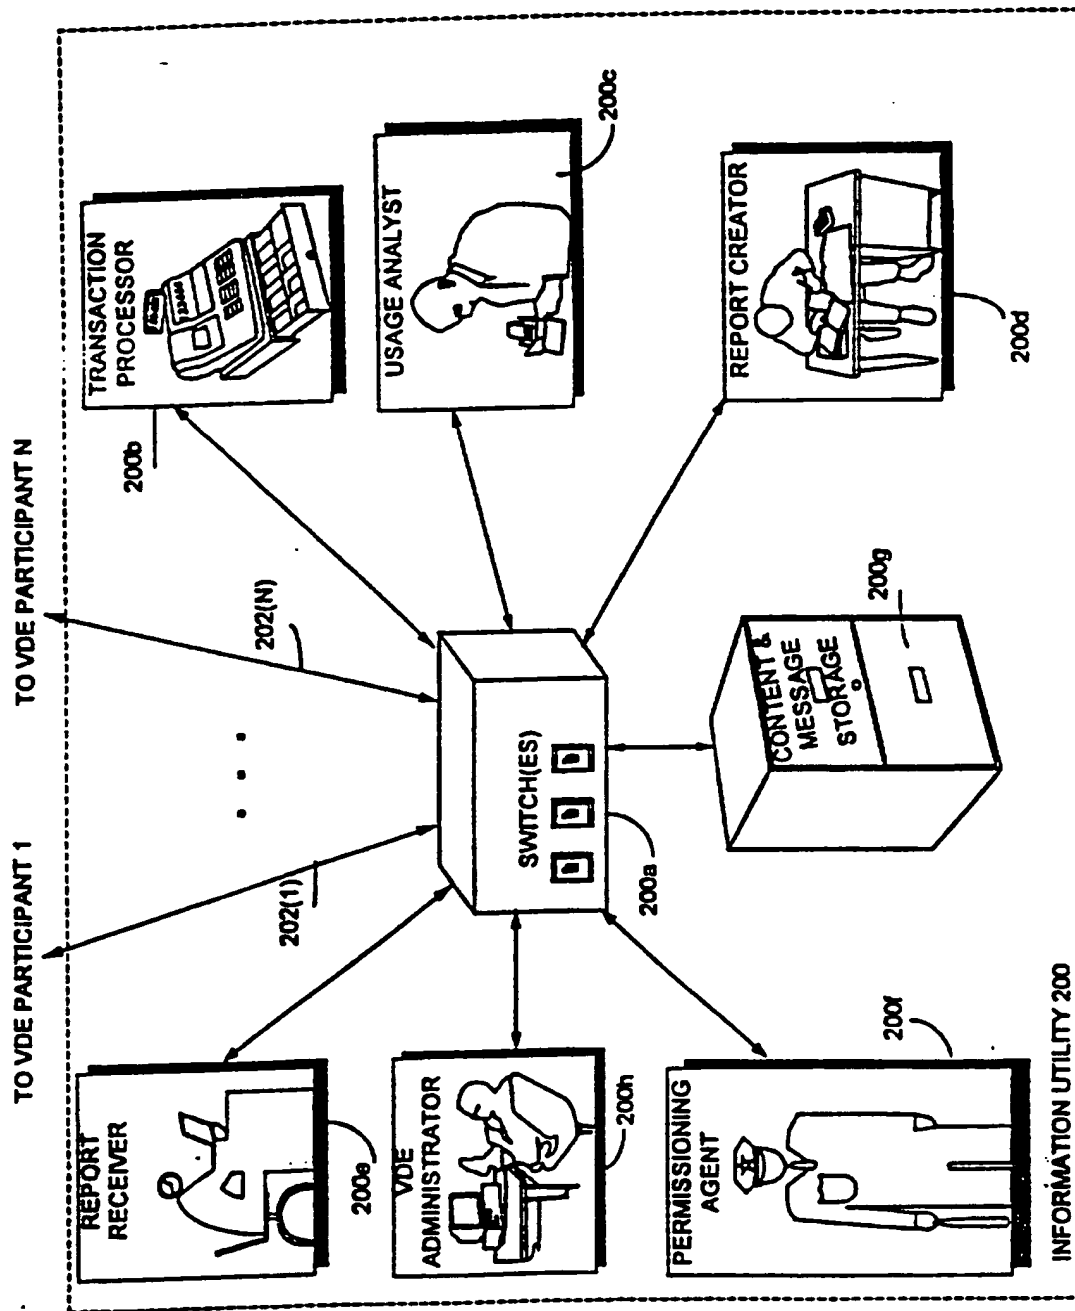 TO VDE PARTICIPANT 1
TO VDE PARTICIPANT N
202(1)
202(N)
REPORT
RECEIVER
200e
TRANSACTION
PROCESSOR
200b
VDE
ADMINISTRATOR
200h
SWITCH(ES)
200a
USAGE ANALYST
200c
PERMISSIONING
AGENT
200f
CONTENT &
MESSAGE
STORAGE
200g
REPORT CREATOR
200d
INFORMATION UTILITY 200